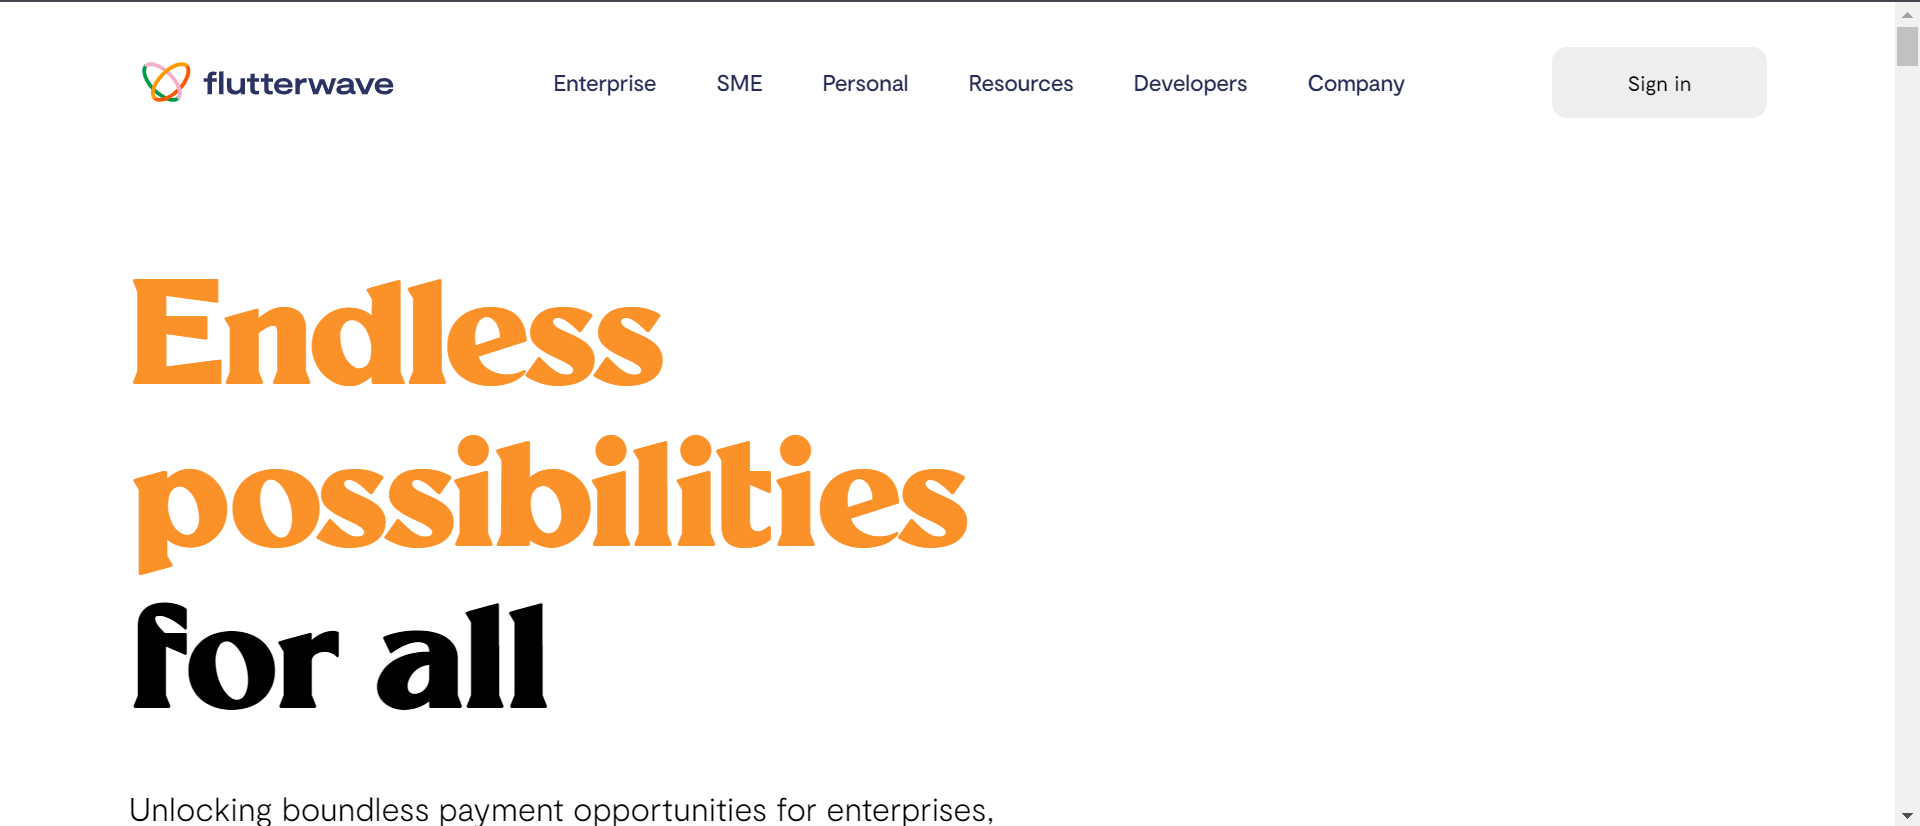 flutterwave
Enterprise
SME
Personal
Resources
Developers
Company
Sign in
Endless
possibilities
for all
Unlocking boundless payment opportunities for enterprises,